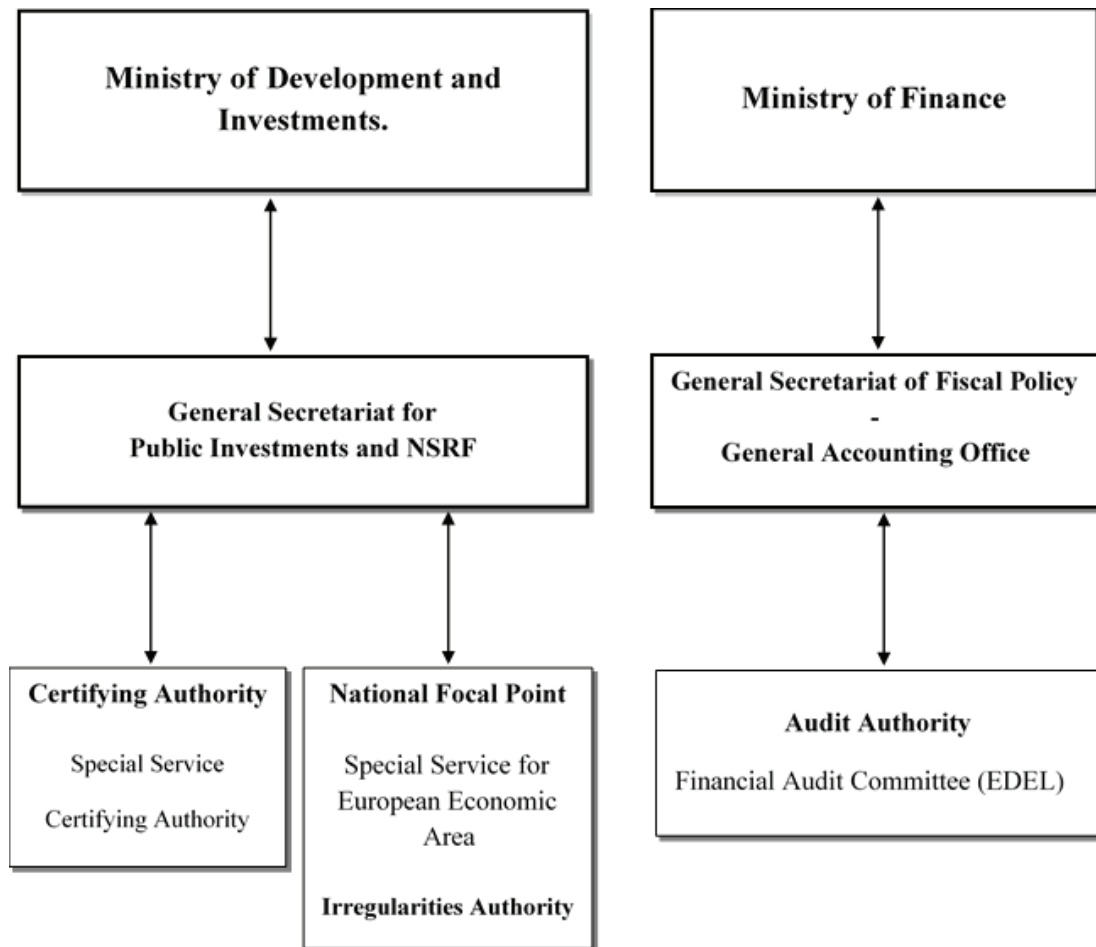 Ministry of Development and
Investments.
Ministry of Finance
General Secretariat for
Public Investments and NSRF
General Secretariat of Fiscal Policy
-
General Accounting Office
Certifying Authority
Special Service
Certifying Authority
National Focal Point
Special Service for
European Economic
Area
Irregularities Authority
Audit Authority
Financial Audit Committee (EDEL)